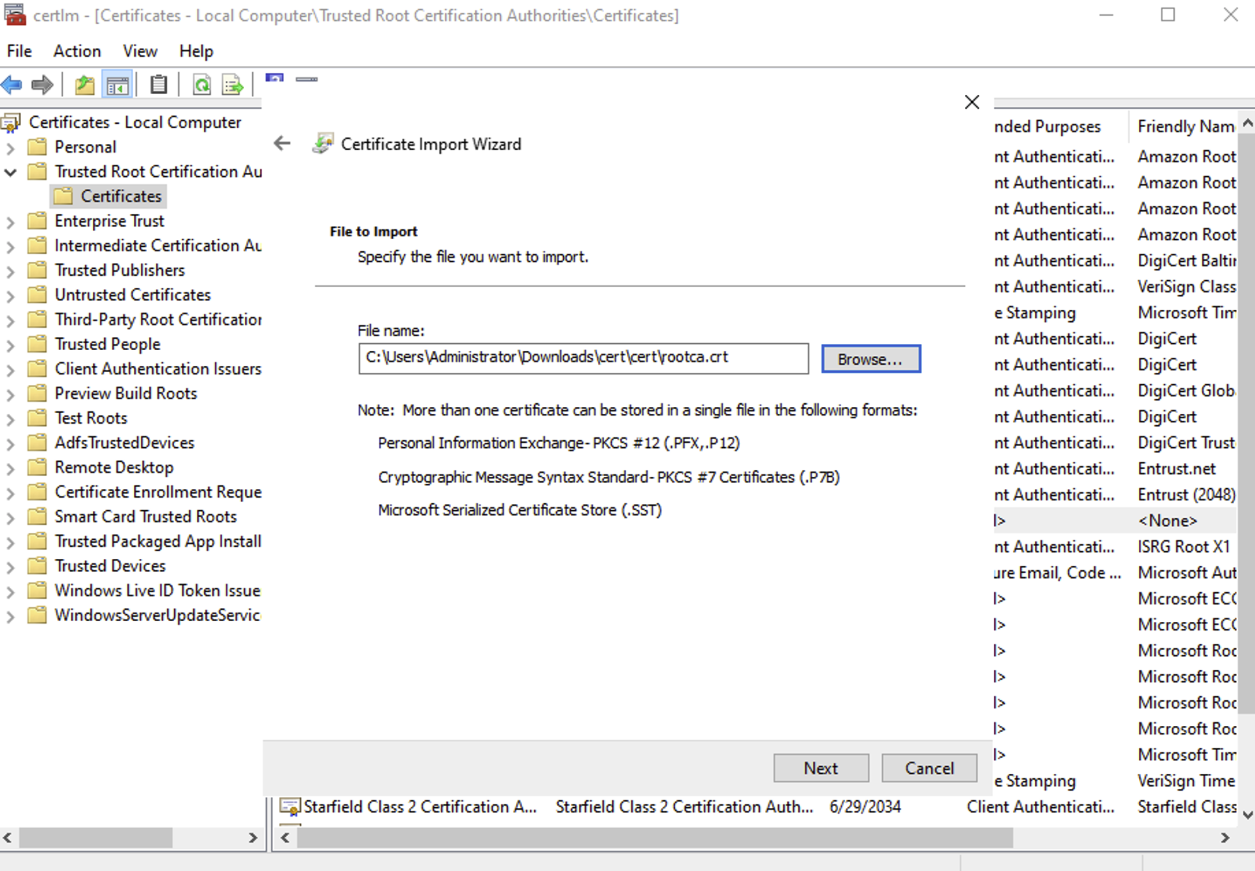 certlm - [Certificates - Local Computer\Trusted Root Certification Authorities\Certificates]
File Action View Help
Certificates - Local Computer
Personal
Trusted Root Certification Au
Certificates
Enterprise Trust
Intermediate Certification Au
Trusted Publishers
Untrusted Certificates
Third-Party Root Certification
Trusted People
Client Authentication Issuers
Preview Build Roots
Test Roots
AdfsTrustedDevices
Remote Desktop
Certificate Enrollment Reque
Smart Card Trusted Roots
Trusted Packaged App Install
Trusted Devices
Windows Live ID Token Issue
WindowsServerUpdateServic
Certificate Import Wizard
File to Import
Specify the file you want to import.
File name:
C:\Users\Administrator\Downloads\cert\cert\rootca.crt
Browse...
Note: More than one certificate can be stored in a single file in the following formats:
Personal Information Exchange- PKCS #12 (.PFX,.P12)
Cryptographic Message Syntax Standard- PKCS #7 Certificates (.P7B)
Microsoft Serialized Certificate Store (.SST)
Next Cancel
nded Purposes Friendly Nam
nt Authenticati... Amazon Root
nt Authenticati... Amazon Root
nt Authenticati... Amazon Root
nt Authenticati... Amazon Root
nt Authenticati... DigiCert Baltir
nt Authenticati... VeriSign Class
e Stamping Microsoft Tim
nt Authenticati... DigiCert
nt Authenticati... DigiCert
nt Authenticati... DigiCert Glob
nt Authenticati... DigiCert
nt Authenticati... DigiCert Trust
nt Authenticati... Entrust.net
nt Authenticati... Entrust (2048)
l> <None>
nt Authenticati... ISRG Root X1
ure Email, Code ... Microsoft Aut
l> Microsoft ECC
l> Microsoft ECC
l> Microsoft Roo
l> Microsoft Roo
l> Microsoft Roo
l> Microsoft Roo
l> Microsoft Tim
e Stamping VeriSign Time
Starfield Class 2 Certification A... Starfield Class 2 Certification Auth... 6/29/2034 Client Authenticati... Starfield Class